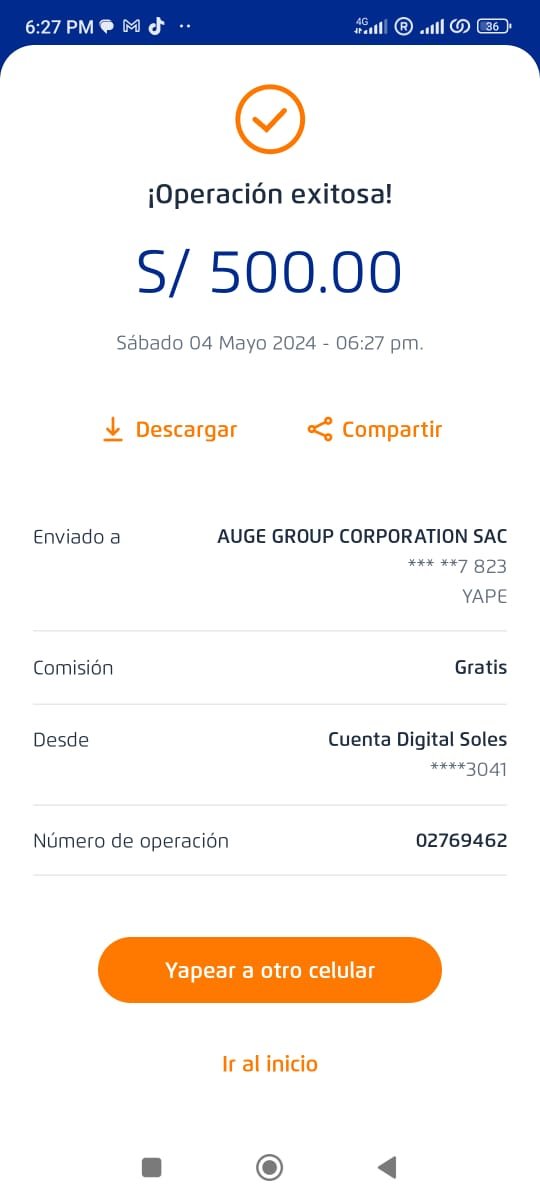 6:27 PM
4G R 36
¡Operación exitosa!
S/ 500.00
Sábado 04 Mayo 2024 - 06:27 pm.
Descargar Compartir
Enviado a AUGE GROUP CORPORATION SAC
*** **7 823
YAPE
Comisión Gratis
Desde Cuenta Digital Soles
****3041
Número de operación 02769462
Yapear a otro celular
Ir al inicio